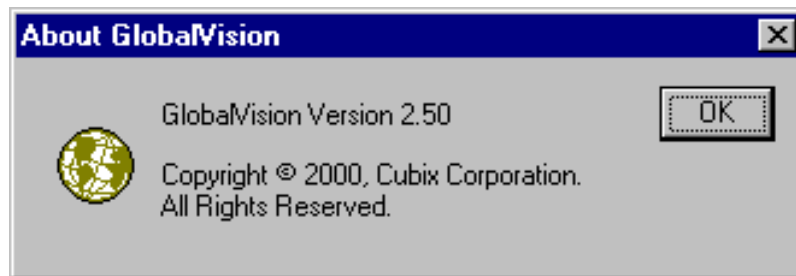 About GlobalVision
GlobalVision Version 2.50
OK
Copyright © 2000, Cubix Corporation.
All Rights Reserved.